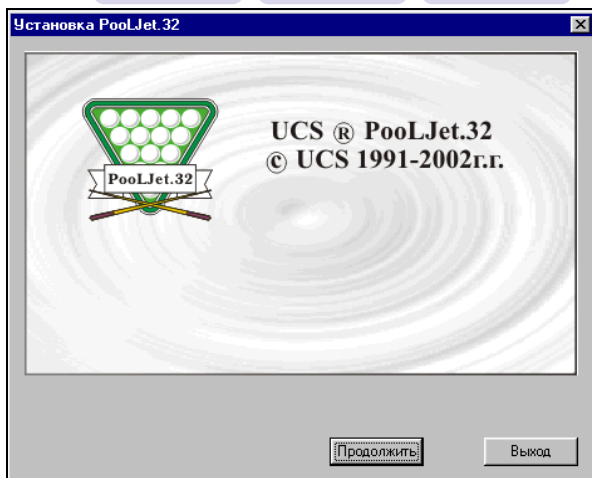 Установка PooLJet.32
UCS ® PooLJet.32
© UCS 1991-2002г.г.
PooLJet.32
Продолжить
Выход